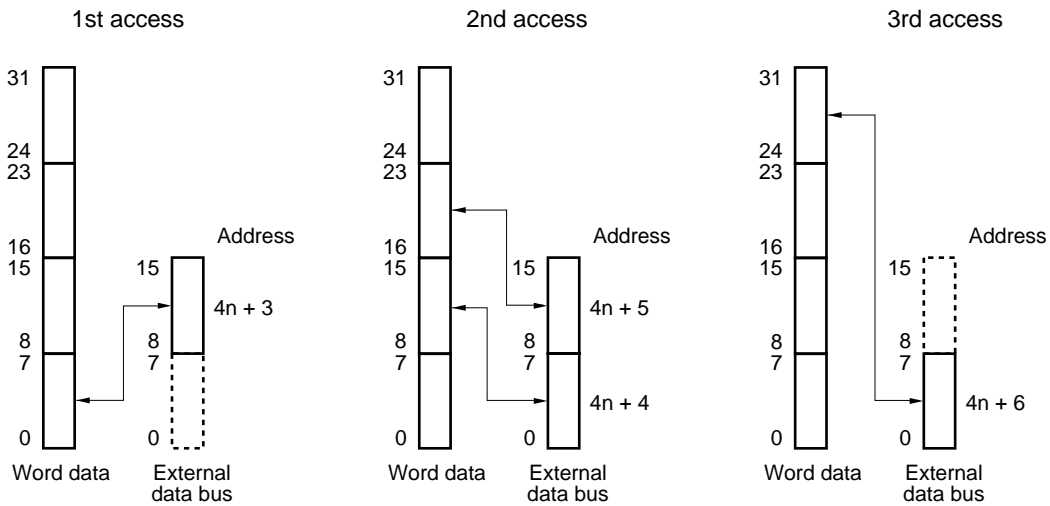 1st access
31
24
23
16
15
8
7
0
Word data
Address
15
8
7
0
4n + 3
External
data bus
2nd access
31
24
23
16
15
8
7
0
Word data
Address
15
8
7
0
4n + 5
4n + 4
External
data bus
3rd access
31
24
23
16
15
8
7
0
Word data
Address
15
8
7
0
4n + 6
External
data bus